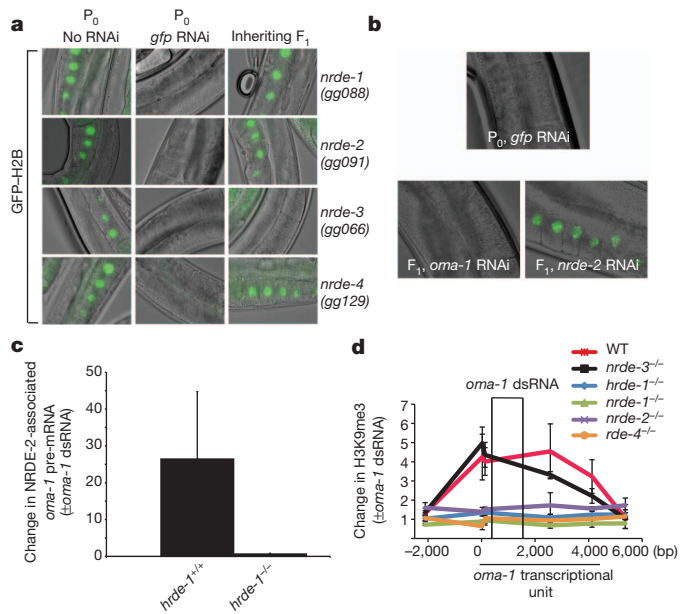 a
P0
No RNAi
P0
gfp RNAi
Inheriting F1
GFP–H2B
nrde-1
(gg088)
nrde-2
(gg091)
nrde-3
(gg066)
nrde-4
(gg129)
b
P0, gfp RNAi
F1, oma-1 RNAi
F1, nrde-2 RNAi
c
Change in NRDE-2-associated
oma-1 pre-mRNA
(±oma-1 dsRNA)
50
40
30
20
10
0
hrde-1+/+
hrde-1−/−
d
WT
nrde-3−/−
hrde-1−/−
nrde-1−/−
nrde-2−/−
rde-4−/−
oma-1 dsRNA
Change in H3K9me3
(±oma-1 dsRNA)
7
6
5
4
3
2
1
−2,000 0 2,000 4,000 6,000 (bp)
oma-1 transcriptional
unit